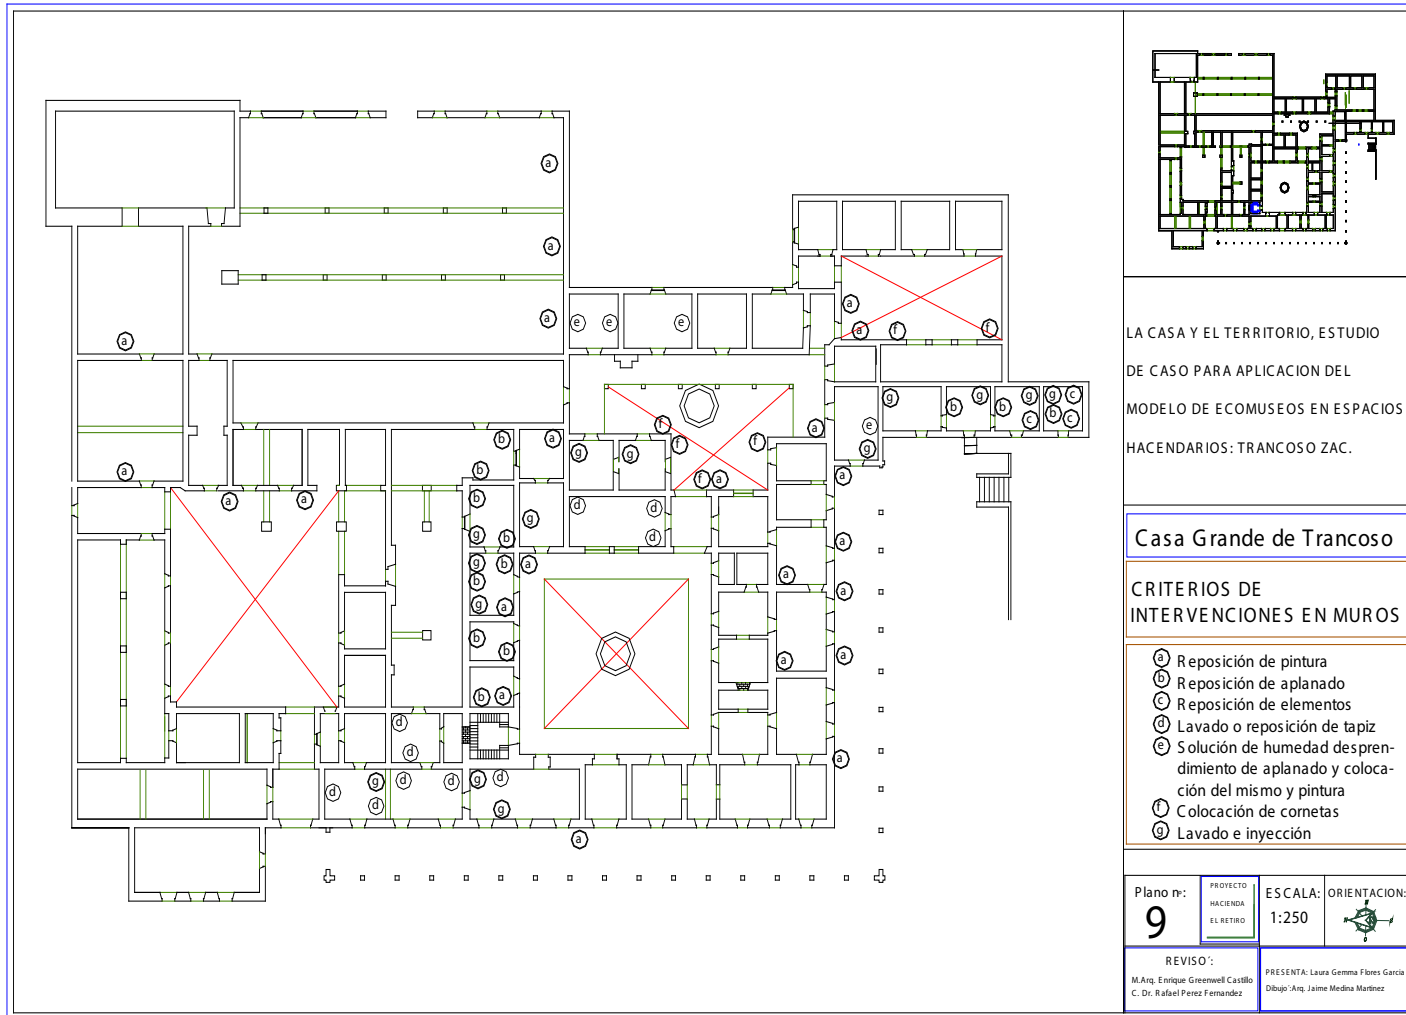 a
a
a
a
e
e
e
a
a
f
f
g
b
g
b
g
c
g
c
b
e
g
a
f
f
f
f
a
b
a
b
g
g
a
a
a
a
b
g
b
g
d
d
d
a
g
b
b
g
a
a
b
b
b
a
a
a
a
a
a
d
d
g
d
d
d
d
g
d
g
a
a
LA CASA Y EL TERRITORIO, ESTUDIO
DE CASO PARA APLICACION DEL
MODELO DE ECOMUSEOS EN ESPACIOS
HACENDARIOS: TRANCOSO ZAC.
Casa Grande de Trancoso
CRITERIOS DE
INTERVENCIONES EN MUROS
a Reposición de pintura
b Reposición de aplanado
c Reposición de elementos
d Lavado o reposición de tapiz
e Solución de humedad despren-
dimiento de aplanado y coloca-
ción del mismo y pintura
f Colocación de cornetas
g Lavado e inyección
Plano nº:
9
PROYECTO
HACIENDA
EL RETIRO
ESCALA:
1:250
ORIENTACION:
REVISO´:
M.Arq. Enrique Greenwell Castillo
C. Dr. Rafael Perez Fernandez
PRESENTA: Laura Gemma Flores Garcia
Dibujo´:Arq. Jaime Medina Martinez